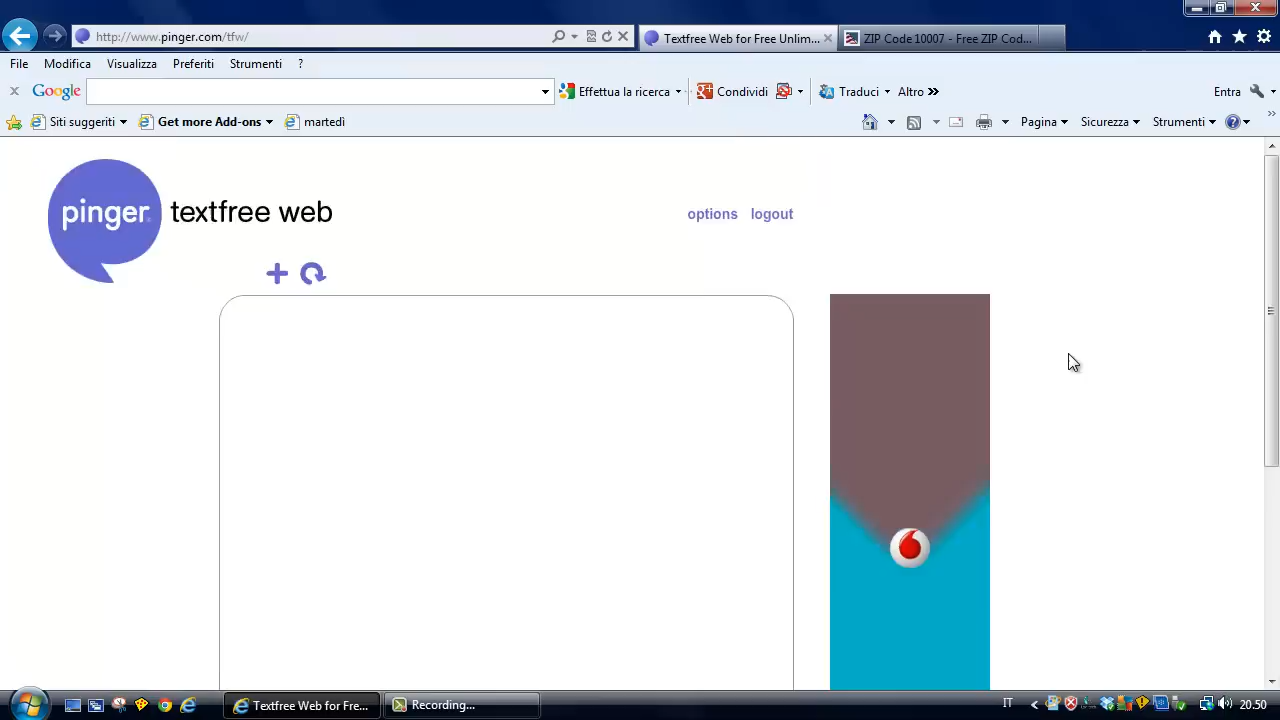 http://www.pinger.com/tfw/
Textfree Web for Free Unlim...
ZIP Code 10007 - Free ZIP Cod...
File Modifica Visualizza Preferiti Strumenti ?
Google Effettua la ricerca Condividi Traduci Altro Entra
Siti suggeriti Get more Add-ons martedì Pagina Sicurezza Strumenti
pinger textfree web
options logout
Textfree Web for Fre... Recording... IT 20.50